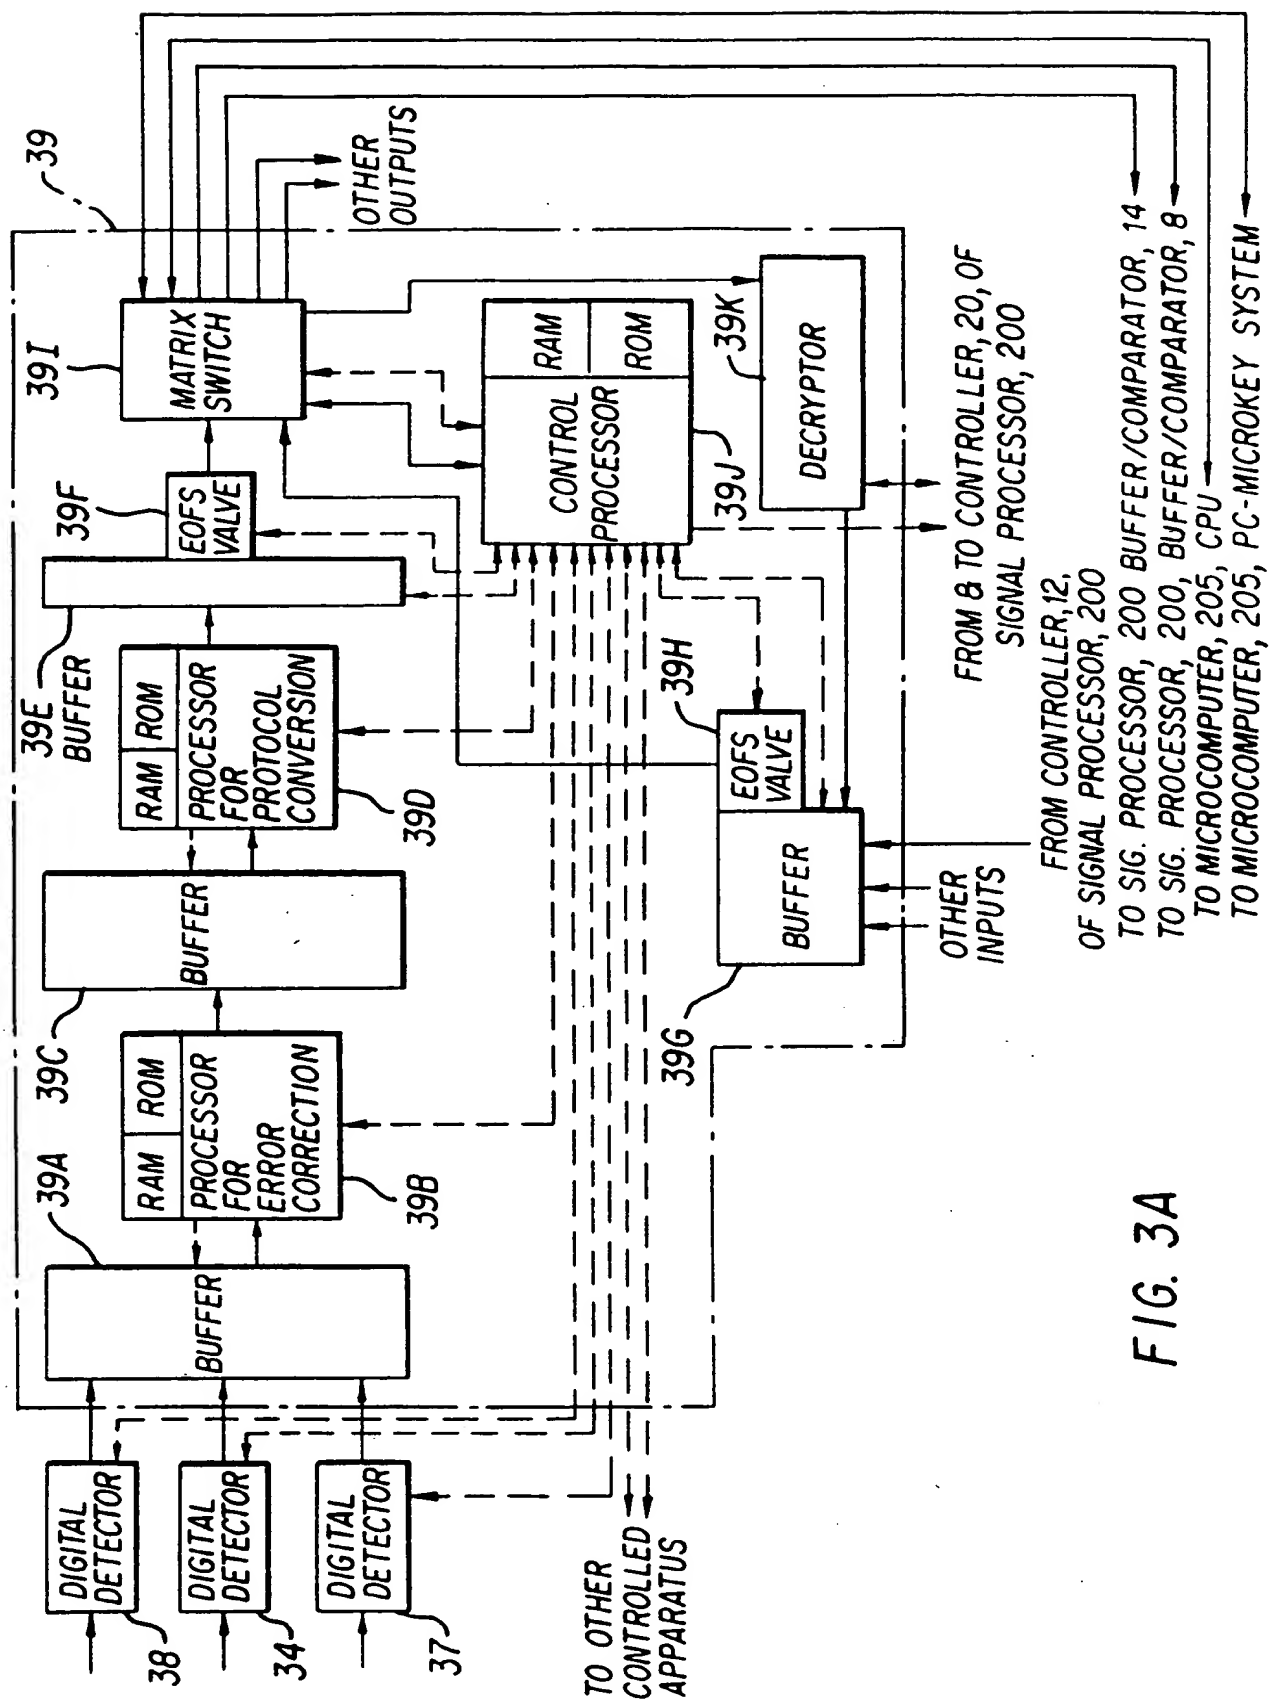 39
39I
MATRIX
SWITCH
OTHER
OUTPUTS
39F
EOFS
VALVE
39E
BUFFER
RAM
ROM
PROCESSOR
FOR
PROTOCOL
CONVERSION
39D
39C
BUFFER
RAM
ROM
PROCESSOR
FOR
ERROR
CORRECTION
39B
39A
BUFFER
DIGITAL
DETECTOR
38
DIGITAL
DETECTOR
34
DIGITAL
DETECTOR
37
TO OTHER
CONTROLLED
APPARATUS
CONTROL
PROCESSOR
RAM
ROM
39J
39K
DECRYPTOR
39H
EOFS
VALVE
BUFFER
39G
OTHER
INPUTS
FROM & TO CONTROLLER, 20, OF
SIGNAL PROCESSOR, 200
FROM CONTROLLER, 12,
OF SIGNAL PROCESSOR, 200
TO SIG. PROCESSOR, 200 BUFFER/COMPARATOR, 14
TO SIG. PROCESSOR, 200, BUFFER/COMPARATOR, 8
TO MICROCOMPUTER, 205, CPU
TO MICROCOMPUTER, 205, PC-MICROKEY SYSTEM
FIG. 3A